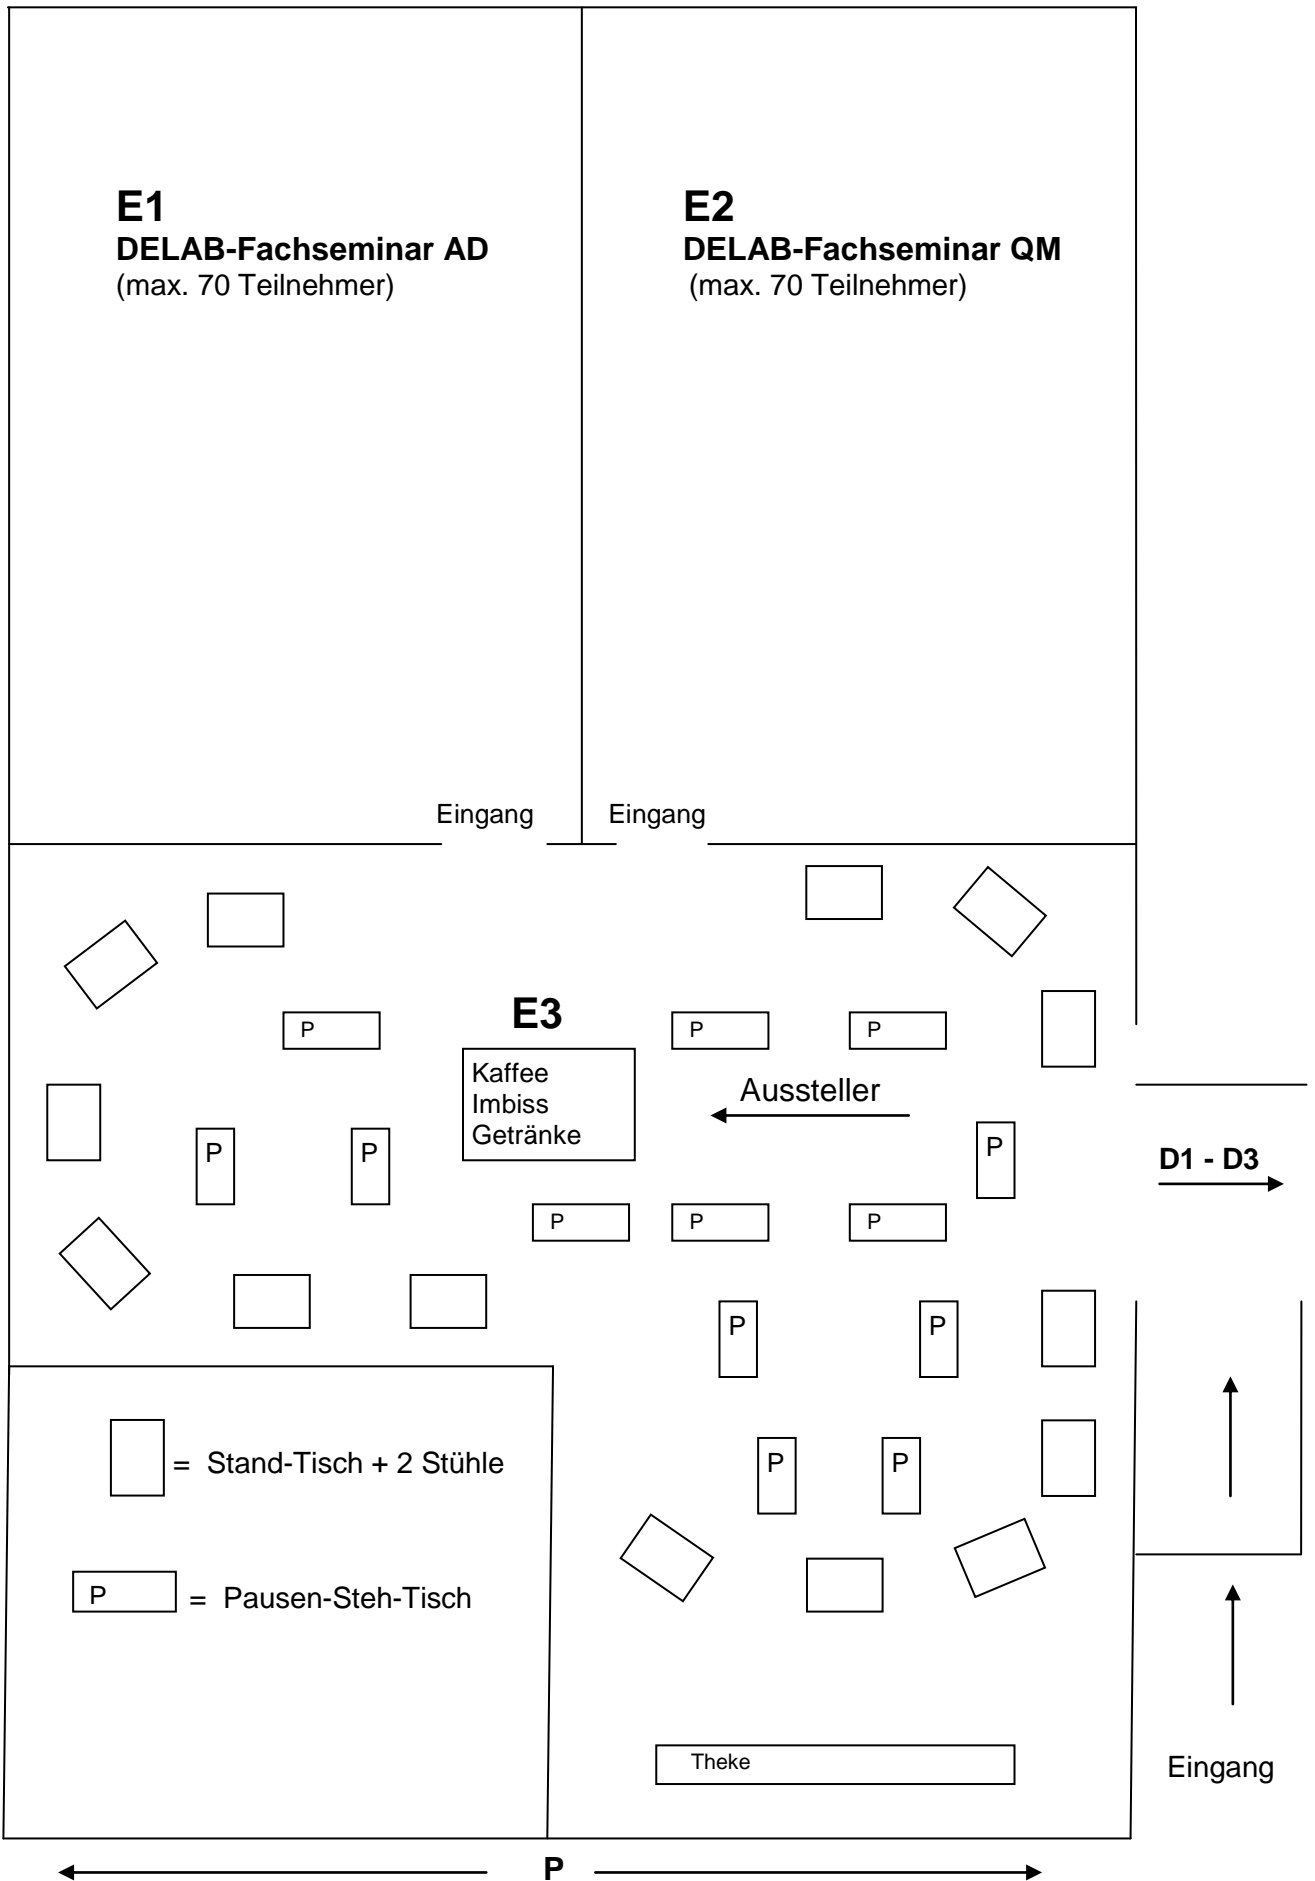 E1
DELAB-Fachseminar AD
(max. 70 Teilnehmer)
E2
DELAB-Fachseminar QM
(max. 70 Teilnehmer)
Eingang
Eingang
E3
P
P
P
Kaffee
Imbiss
Getränke
Aussteller
P
P
P
D1 - D3
P
P
P
P
P
P
P
= Stand-Tisch + 2 Stühle
P
= Pausen-Steh-Tisch
Theke
Eingang
P